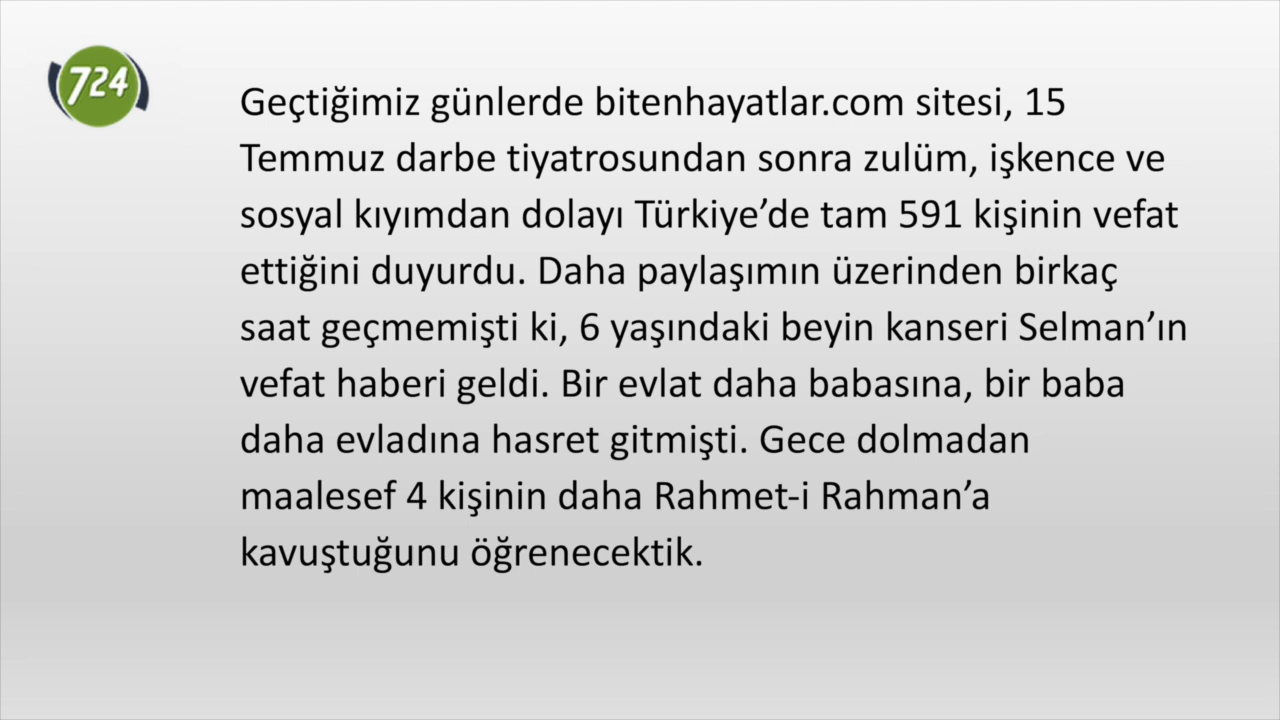 724
Geçtiğimiz günlerde bitenhayatlar.com sitesi, 15
Temmuz darbe tiyatrosundan sonra zulüm, işkence ve
sosyal kıyımdan dolayı Türkiye’de tam 591 kişinin vefat
ettiğini duyurdu. Daha paylaşımın üzerinden birkaç
saat geçmemişti ki, 6 yaşındaki beyin kanseri Selman’ın
vefat haberi geldi. Bir evlat daha babasına, bir baba
daha evladına hasret gitmişti. Gece dolmadan
maalesef 4 kişinin daha Rahmet-i Rahman’a
kavuştuğunu öğrenecektik.